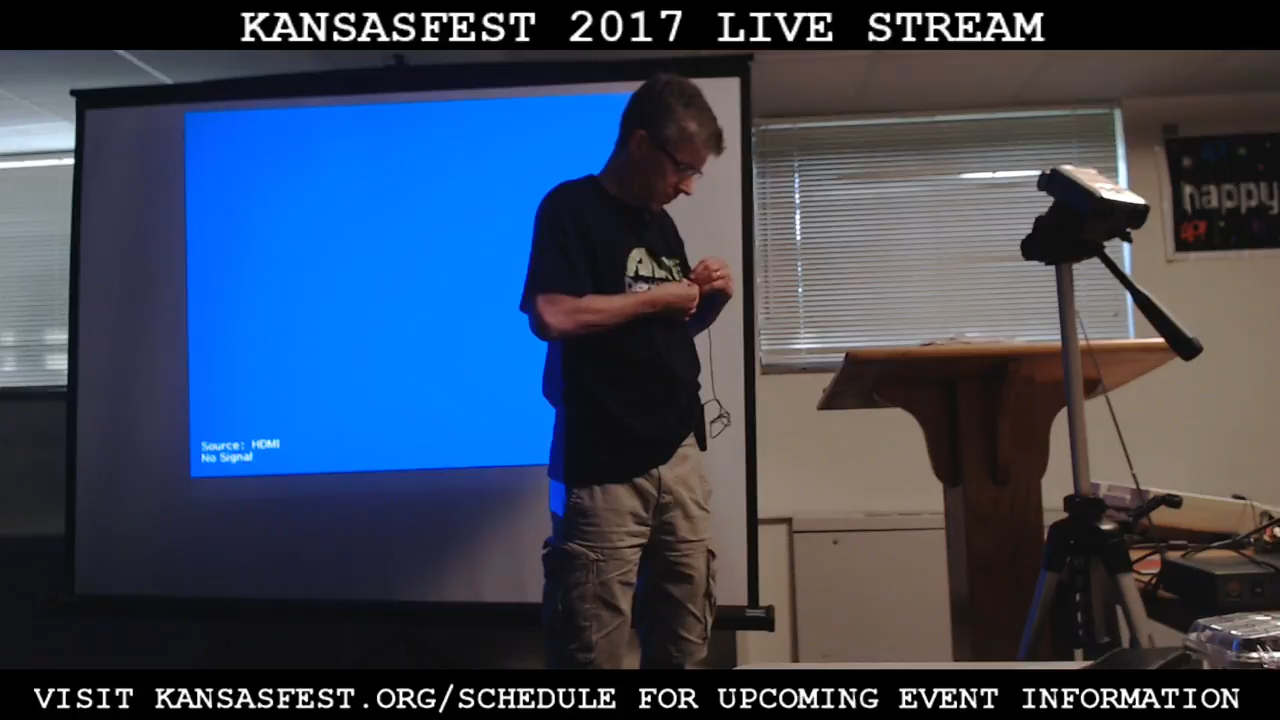 KANSASFEST 2017 LIVE STREAM
happy
Source: HDMI
No Signal
VISIT KANSASFEST.ORG/SCHEDULE FOR UPCOMING EVENT INFORMATION